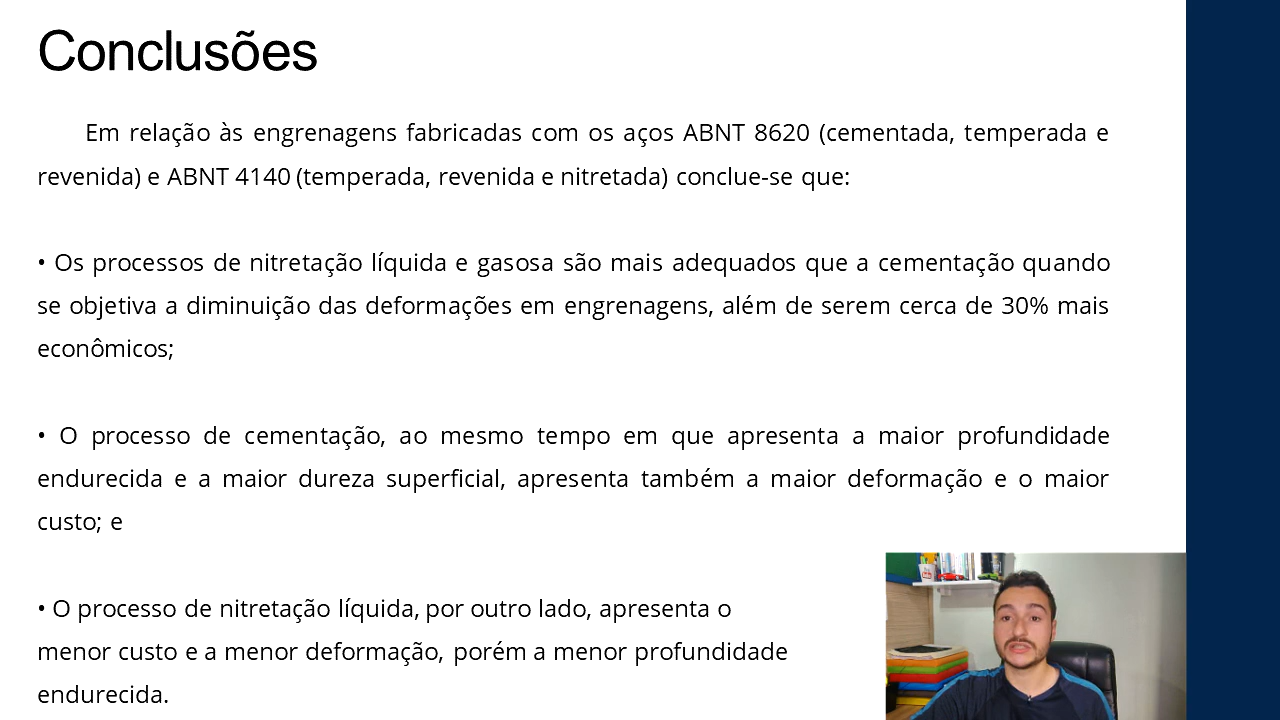 Conclusões
Em relação às engrenagens fabricadas com os aços ABNT 8620 (cementada, temperada e
revenida) e ABNT 4140 (temperada, revenida e nitretada) conclue-se que:
• Os processos de nitretação líquida e gasosa são mais adequados que a cementação quando
se objetiva a diminuição das deformações em engrenagens, além de serem cerca de 30% mais
econômicos;
• O processo de cementação, ao mesmo tempo em que apresenta a maior profundidade
endurecida e a maior dureza superficial, apresenta também a maior deformação e o maior
custo; e
• O processo de nitretação líquida, por outro lado, apresenta o
menor custo e a menor deformação, porém a menor profundidade
endurecida.